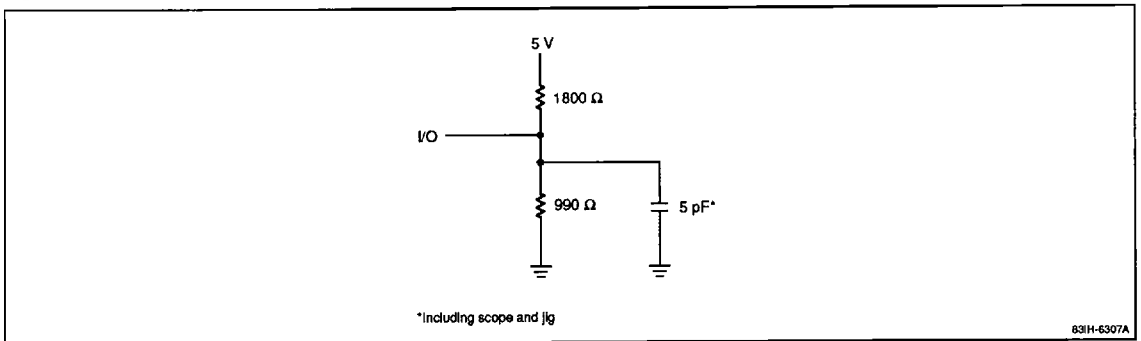 5 V
1800 Ω
I/O
990 Ω
5 pF*
*Including scope and jig
83IH-6307A